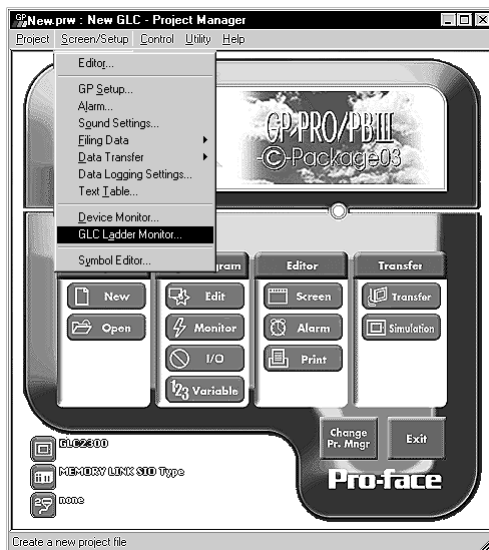 GP New.prw : New GLC - Project Manager
Project Screen/Setup Control Utility Help
Editor...
GP Setup...
Alarm...
Sound Settings...
Filing Data
Data Transfer
Data Logging Settings...
Text Table...
Device Monitor...
GLC Ladder Monitor...
Symbol Editor...
GP-PRO/PBIII
-C-Package03
gram Editor Transfer
New Edit Screen Transfer
Open Monitor Alarm Simulation
I/O Print
123 Variable
Change Pr. Mngr Exit
GLC2300
MEMORY LINK SIO Type
none
Pro-face
Create a new project file